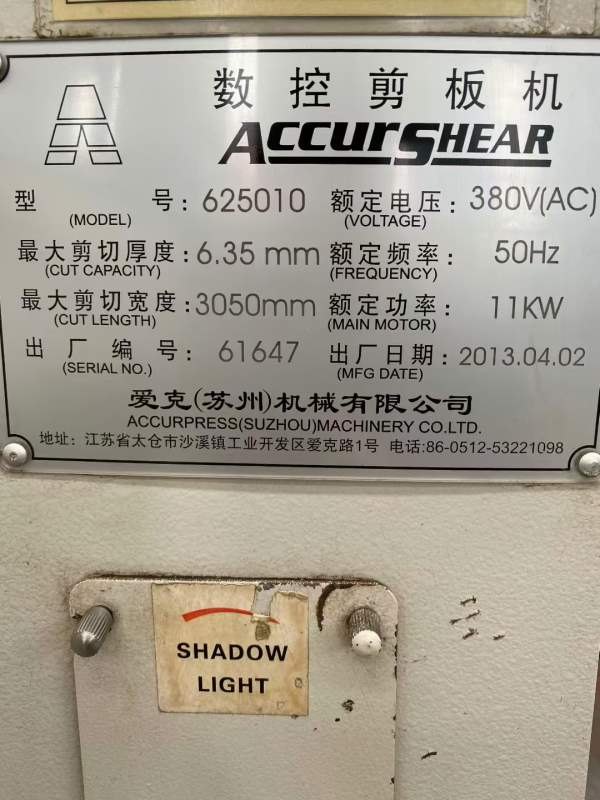 数控剪板机
ACCURSHEAR
型 号: 625010 额定电压: 380V(AC)
(MODEL) (VOLTAGE)
最大剪切厚度: 6.35 mm 额定频率: 50Hz
(CUT CAPACITY) (FREQUENCY)
最大剪切宽度: 3050mm 额定功率: 11KW
(CUT LENGTH) (MAIN MOTOR)
出厂编号: 61647 出厂日期: 2013.04.02
(SERIAL NO.) (MFG DATE)
爱克(苏州)机械有限公司
ACCURPRESS(SUZHOU)MACHINERY CO.LTD.
地址: 江苏省太仓市沙溪镇工业开发区爱克路1号 电话:86-0512-53221098
SHADOW
LIGHT